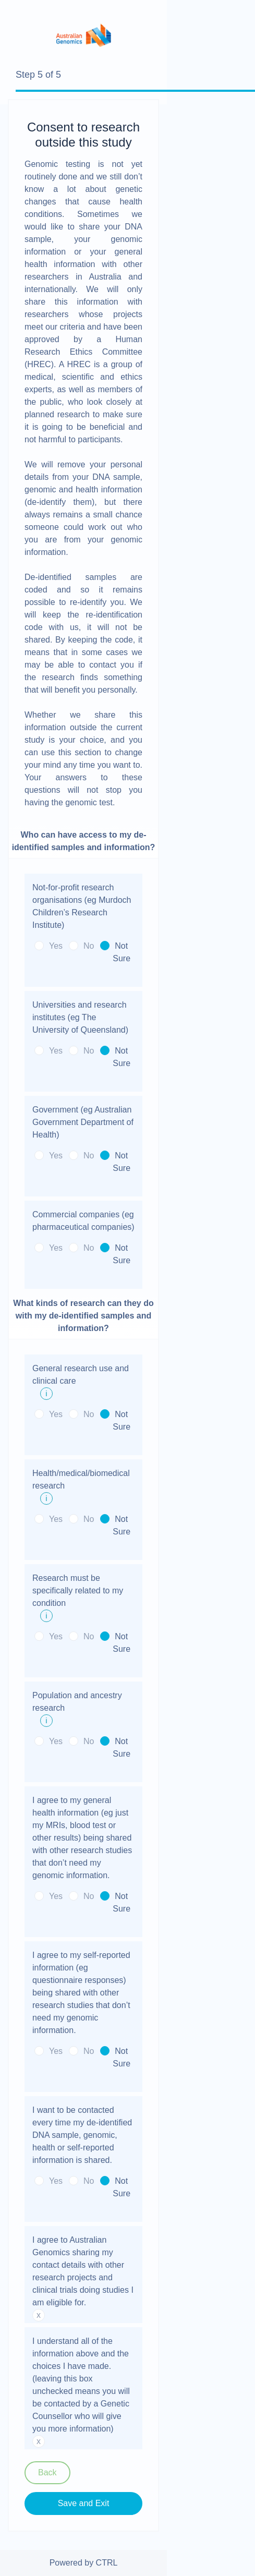 Australian
Genomics
Step 5 of 5
Consent to research
outside this study
Genomic testing is not yet
routinely done and we still don't
know a lot about genetic
changes that cause health
conditions. Sometimes we
would like to share your DNA
sample, your genomic
information or your general
health information with other
researchers in Australia and
internationally. We will only
share this information with
researchers whose projects
meet our criteria and have been
approved by a Human
Research Ethics Committee
(HREC). A HREC is a group of
medical, scientific and ethics
experts, as well as members of
the public, who look closely at
planned research to make sure
it is going to be beneficial and
not harmful to participants.
We will remove your personal
details from your DNA sample,
genomic and health information
(de-identify them), but there
always remains a small chance
someone could work out who
you are from your genomic
information.
De-identified samples are
coded and so it remains
possible to re-identify you. We
will keep the re-identification
code with us, it will not be
shared. By keeping the code, it
means that in some cases we
may be able to contact you if
the research finds something
that will benefit you personally.
Whether we share this
information outside the current
study is your choice, and you
can use this section to change
your mind any time you want to.
Your answers to these
questions will not stop you
having the genomic test.
Who can have access to my de-
identified samples and information?
Not-for-profit research
organisations (eg Murdoch
Children's Research
Institute)
Yes No Not
Sure
Universities and research
institutes (eg The
University of Queensland)
Yes No Not
Sure
Government (eg Australian
Government Department of
Health)
Yes No Not
Sure
Commercial companies (eg
pharmaceutical companies)
Yes No Not
Sure
What kinds of research can they do
with my de-identified samples and
information?
General research use and
clinical care
i
Yes No Not
Sure
Health/medical/biomedical
research
i
Yes No Not
Sure
Research must be
specifically related to my
condition
i
Yes No Not
Sure
Population and ancestry
research
i
Yes No Not
Sure
I agree to my general
health information (eg just
my MRIs, blood test or
other results) being shared
with other research studies
that don't need my
genomic information.
Yes No Not
Sure
I agree to my self-reported
information (eg
questionnaire responses)
being shared with other
research studies that don't
need my genomic
information.
Yes No Not
Sure
I want to be contacted
every time my de-identified
DNA sample, genomic,
health or self-reported
information is shared.
Yes No Not
Sure
I agree to Australian
Genomics sharing my
contact details with other
research projects and
clinical trials doing studies I
am eligible for.
x
I understand all of the
information above and the
choices I have made.
(leaving this box
unchecked means you will
be contacted by a Genetic
Counsellor who will give
you more information)
x
Back
Save and Exit
Powered by CTRL